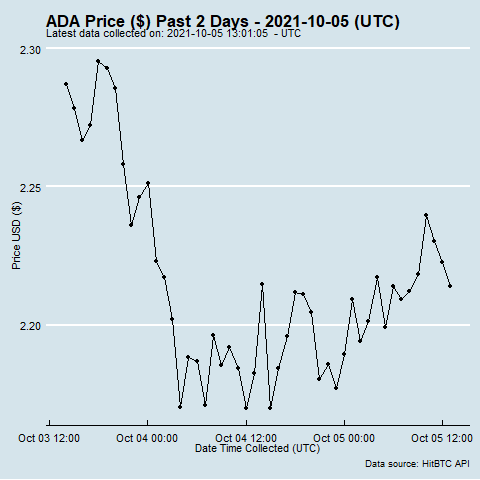 ADA Price ($) Past 2 Days - 2021-10-05 (UTC)
Latest data collected on: 2021-10-05 13:01:05 - UTC
2.30
2.25
2.20
Price USD ($)
Oct 03 12:00 Oct 04 00:00 Oct 04 12:00 Oct 05 00:00 Oct 05 12:00
Date Time Collected (UTC)
Data source: HitBTC API